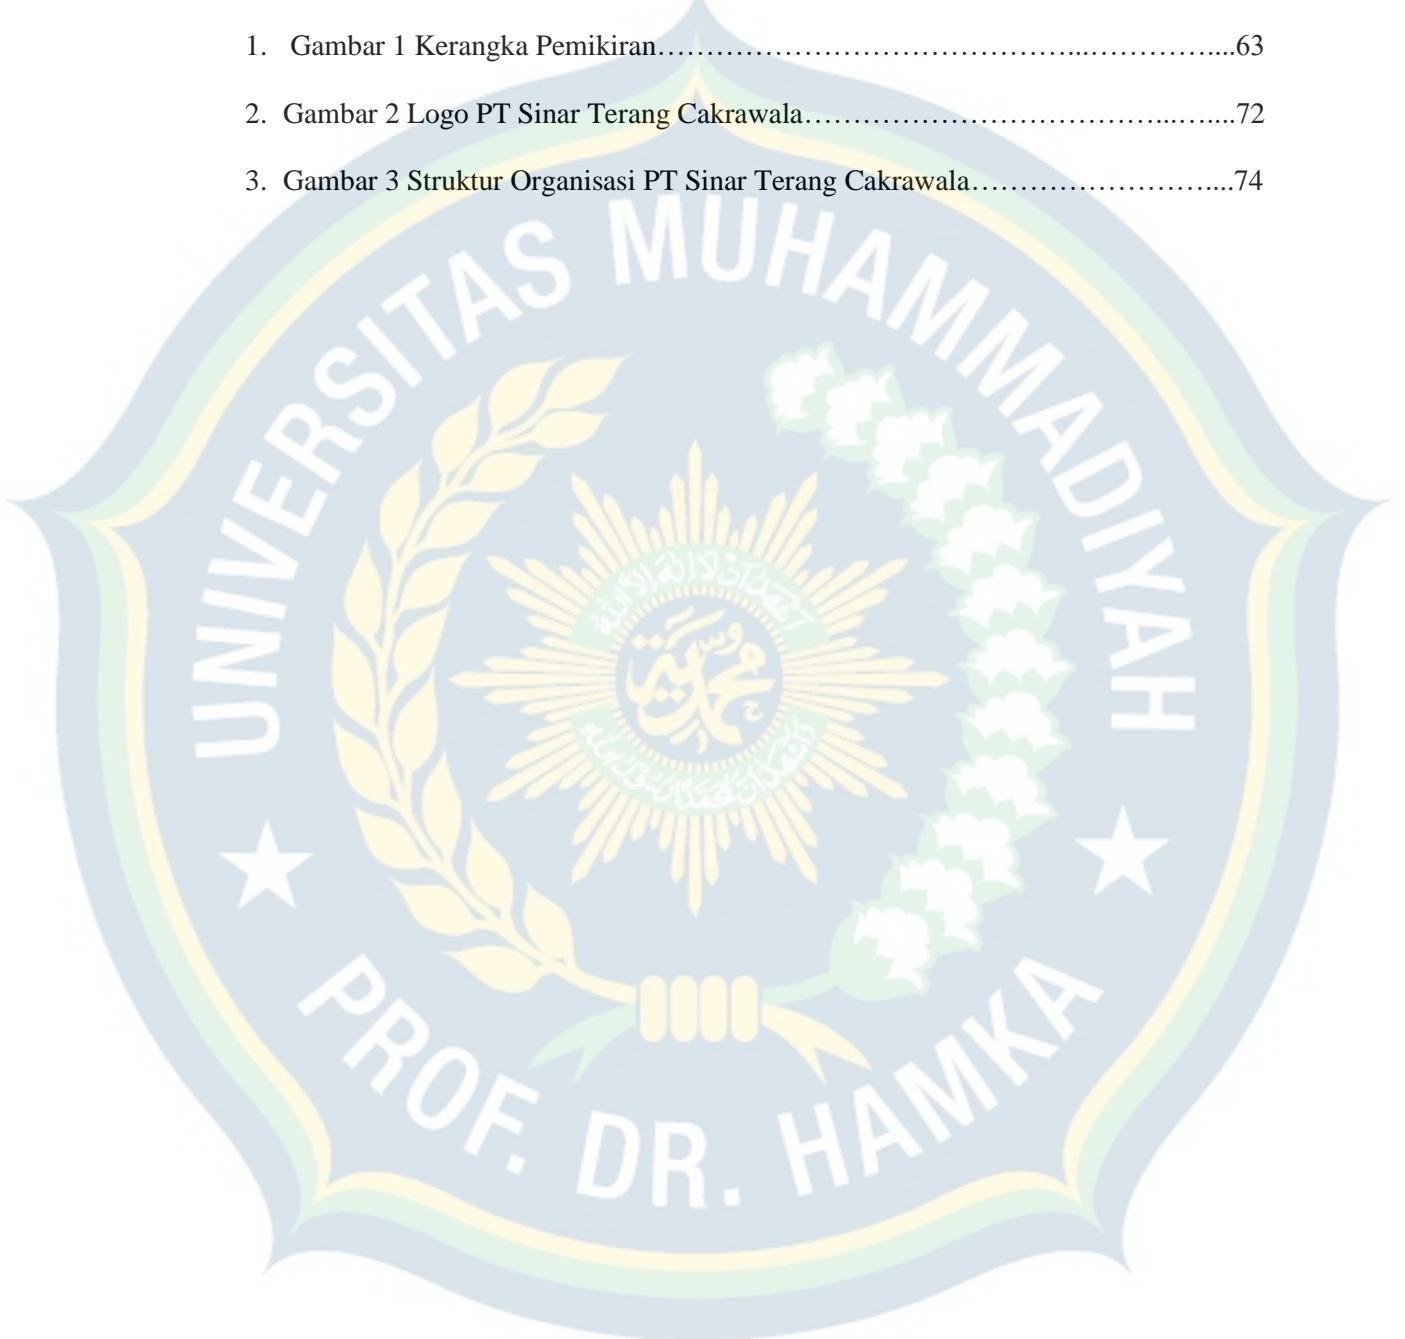 1. Gambar 1 Kerangka Pemikiran…………………………………...…………....63
2. Gambar 2 Logo PT Sinar Terang Cakrawala……………………………...…....72
3. Gambar 3 Struktur Organisasi PT Sinar Terang Cakrawala……………………...74
UNIVERSITAS MUHAMMADIYAH
محمدية
PROF. DR. HAMKA